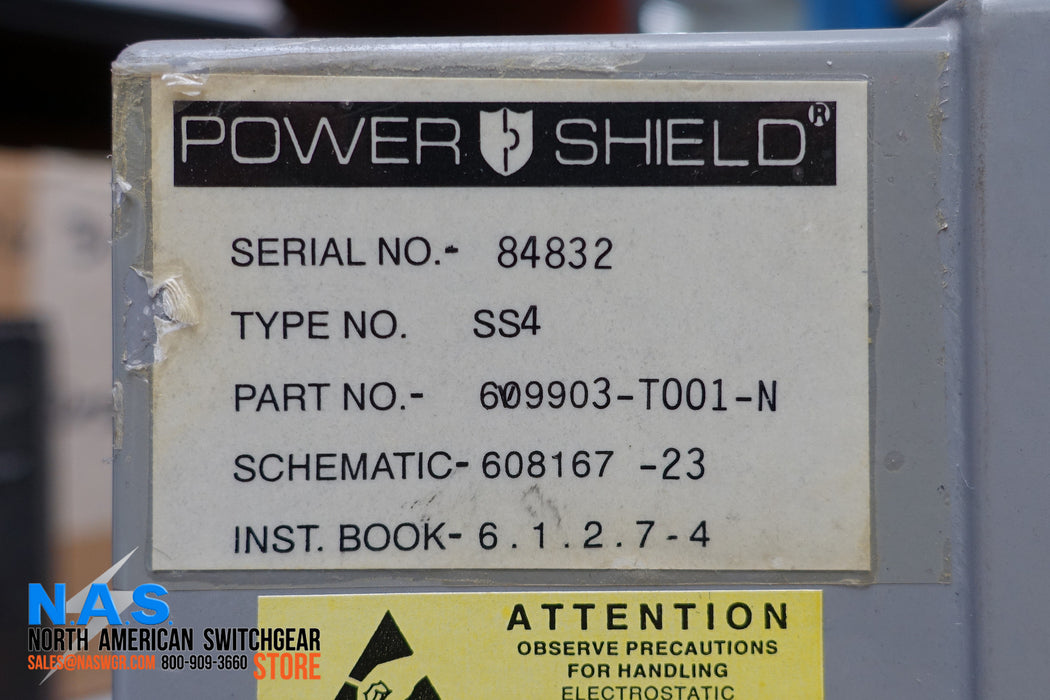 POWER SHIELD®
SERIAL NO.- 84832
TYPE NO. SS4
PART NO.- 609903-T001-N
SCHEMATIC- 608167 -23
INST. BOOK- 6.1.2.7-4
ATTENTION
OBSERVE PRECAUTIONS
FOR HANDLING
ELECTROSTATIC
N.A.S.
NORTH AMERICAN SWITCHGEAR
SALES@NASWGR.COM 800-909-3660 STORE